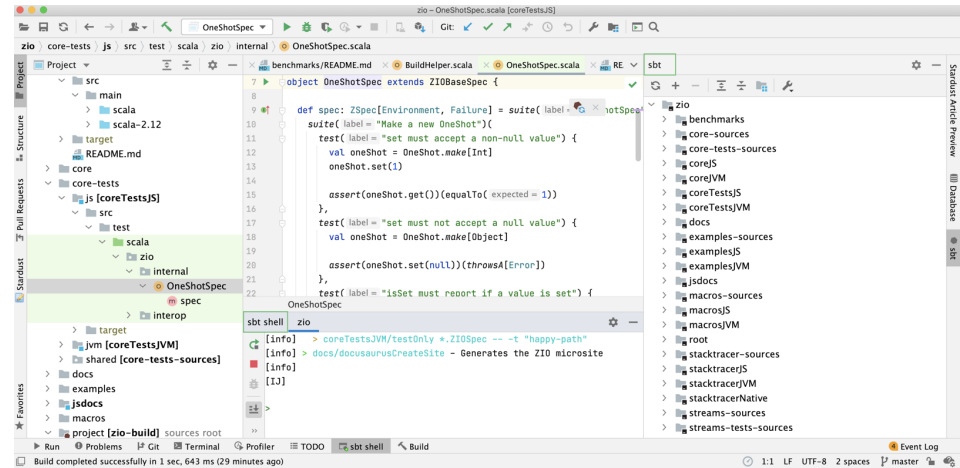 zio – OneShotSpec.scala [coreTestsJS]
OneShotSpec
Git:
zio core-tests js src test scala zio internal OneShotSpec.scala
Project
benchmarks/README.md
BuildHelper.scala
OneShotSpec.scala
RE
sbt
Project
Structure
Pull Requests
Stardust
Favorites
src
main
scala
scala-2.12
target
README.md
core
core-tests
js [coreTestsJS]
src
test
scala
zio
internal
OneShotSpec
spec
interop
target
jvm [coreTestsJVM]
shared [core-tests-sources]
docs
examples
jsdocs
macros
project [zio-build] sources root
7 object OneShotSpec extends ZIOBaseSpec {
8
9 def spec: ZSpec[Environment, Failure] = suite( label = hotSpec
10 suite( label = "Make a new OneShot")(
11 test( label = "set must accept a non-null value") {
12 val oneShot = OneShot.make[Int]
13 oneShot.set(1)
14
15 assert(oneShot.get())(equalTo( expected = 1))
16 },
17 test( label = "set must not accept a null value") {
18 val oneShot = OneShot.make[Object]
19
20 assert(oneShot.set(null))(throwsA[Error])
21 },
22 test( label = "isSet must report if a value is set") {
OneShotSpec
sbt shell zio
[info] > coreTestsJVM/testOnly *.ZIOSpec -- -t "happy-path"
[info] > docs/docusaurusCreateSite – Generates the ZIO microsite
[info]
[IJ]
>
zio
benchmarks
core-sources
core-tests-sources
coreJS
coreJVM
coreTestsJS
coreTestsJVM
docs
examples-sources
examplesJS
examplesJVM
jsdocs
macros-sources
macrosJS
macrosJVM
root
stacktracer-sources
stacktracerJS
stacktracerJVM
stacktracerNative
streams-sources
streams-tests-sources
Stardust Article Preview
Database
sbt
Run Problems Git Terminal Profiler TODO sbt shell Build
4 Event Log
Build completed successfully in 1 sec, 643 ms (29 minutes ago)
1:1 LF UTF-8 2 spaces master